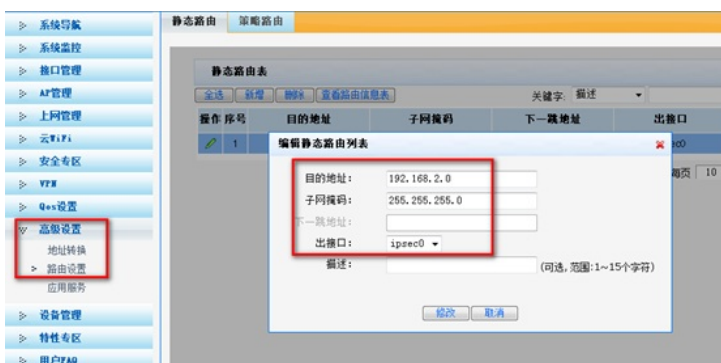 系统导航
系统监控
接口管理
AP管理
上网管理
云WiFi
安全专区
VPN
QoS设置
高级设置
地址转换
> 路由设置
应用服务
设备管理
特性专区
用户FAQ
静态路由 策略路由
静态路由表
全选 新增 删除 查看路由信息表 关键字: 描述
操作 序号 目的地址 子网掩码 下一跳地址 出接口
1
每页 10
编辑静态路由列表
目的地址: 192.168.2.0
子网掩码: 255.255.255.0
下一跳地址:
出接口: ipsec0
描述: (可选,范围:1~15个字符)
修改 取消